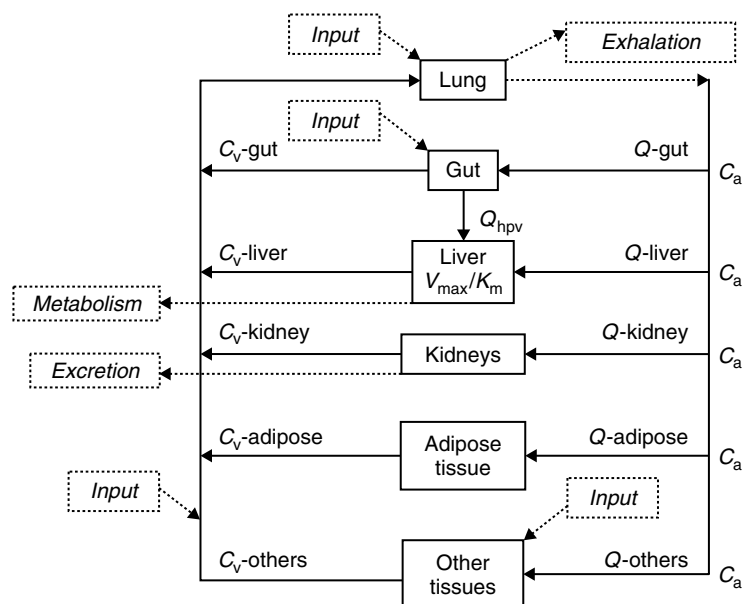 Input
Exhalation
Lung
Input
Cv-gut
Gut
Q-gut
Ca
Qhpv
Cv-liver
Liver
Vmax/Km
Q-liver
Ca
Metabolism
Cv-kidney
Kidneys
Q-kidney
Ca
Excretion
Cv-adipose
Adipose
tissue
Q-adipose
Ca
Input
Input
Cv-others
Other
tissues
Q-others
Ca